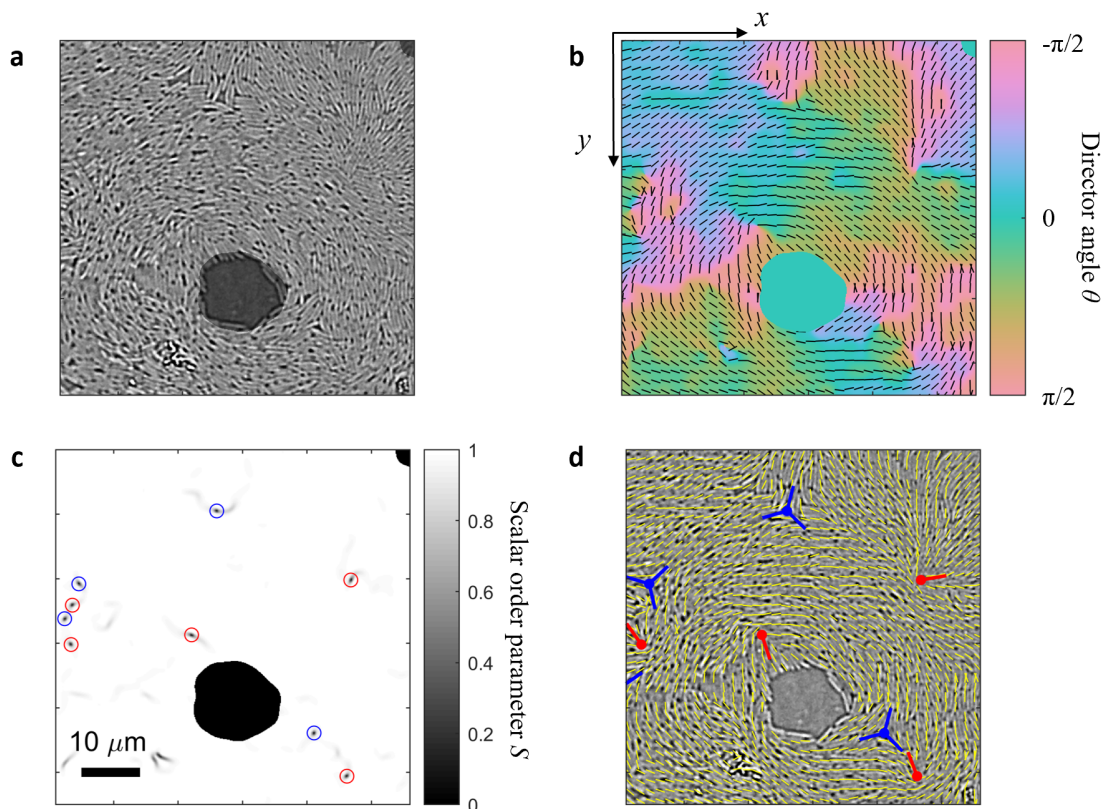 a
b
x
y
-π/2
0
π/2
Director angle θ
c
10 μm
1
0.8
0.6
0.4
0.2
0
Scalar order parameter S
d